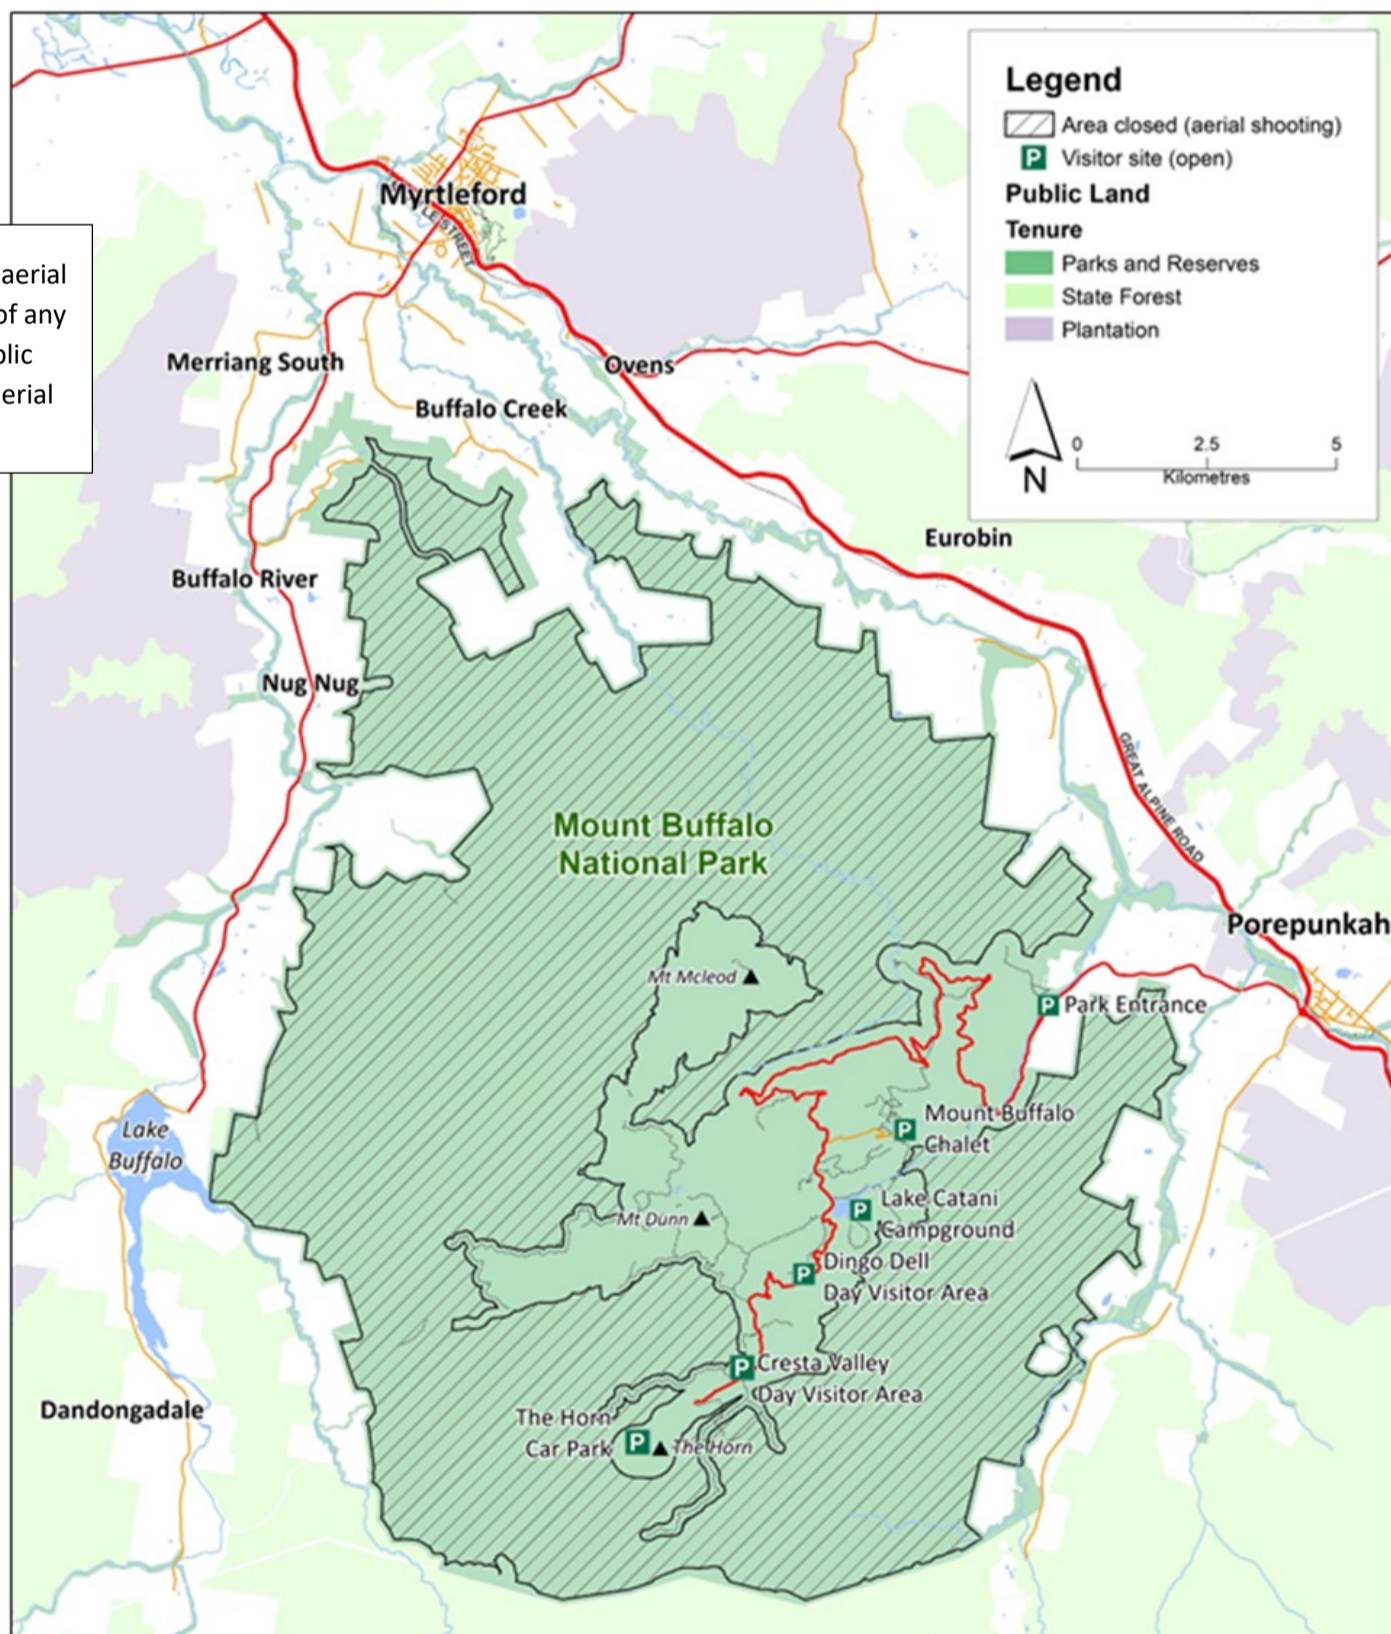 Legend
Area closed (aerial shooting)
P Visitor site (open)
Public Land
Tenure
Parks and Reserves
State Forest
Plantation
N
0 2.5 5
Kilometres
aerial
of any
erial
Myrtleford
Merriang South
Ovens
Buffalo Creek
Eurobin
Buffalo River
Nug Nug
GREAT ALPINE ROAD
Mount Buffalo
National Park
Porepunkah
Mt Mcleod
P Park Entrance
Lake
Buffalo
P Mount Buffalo
Chalet
P Lake Catani
Campground
Mt Dunn
P Dingo Dell
Day Visitor Area
P Cresta Valley
Day Visitor Area
Dandongadale
The Horn
Car Park P
The Horn